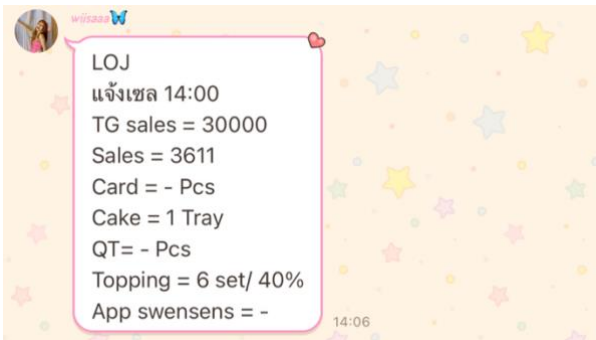 wiisaaa🦋
LOJ
แจ้งเซล 14:00
TG sales = 30000
Sales = 3611
Card = - Pcs
Cake = 1 Tray
QT= - Pcs
Topping = 6 set/ 40%
App swensens = -
14:06